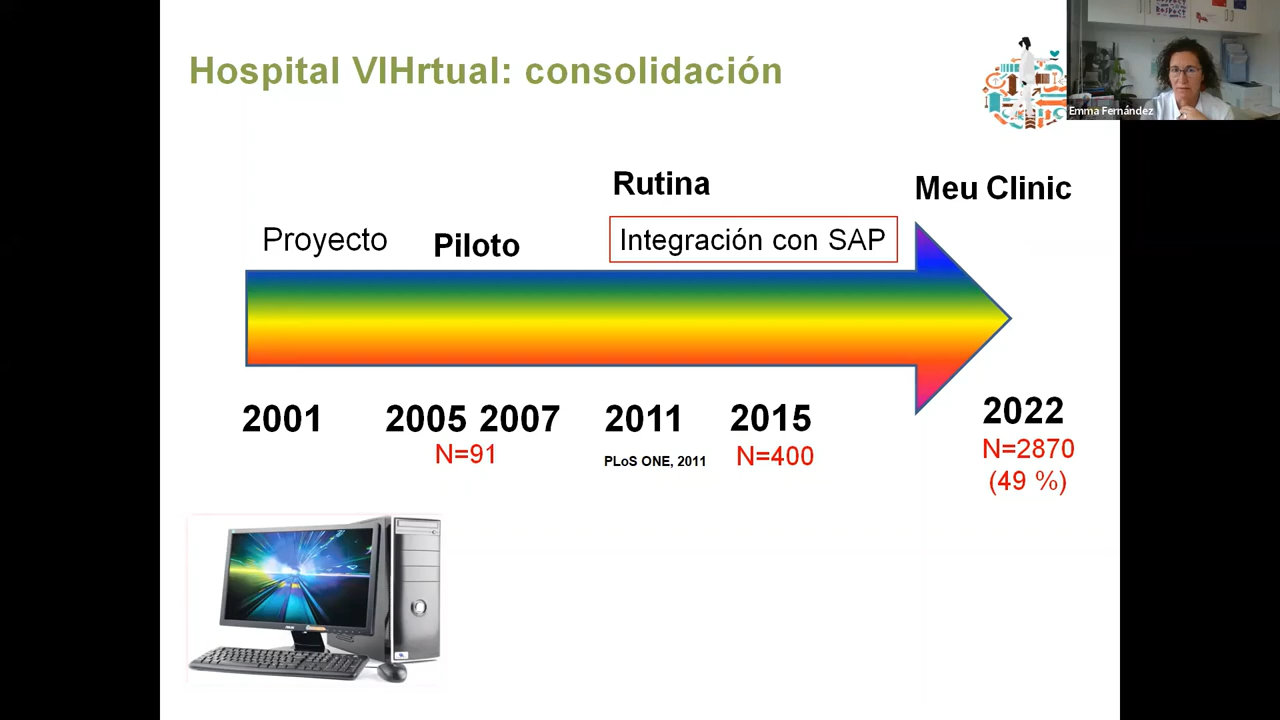 Hospital VIHrtual: consolidación
Emma Fernández
Rutina
Meu Clinic
Proyecto
Piloto
Integración con SAP
2001
2005 2007
2011
2015
2022
N=91
PLoS ONE, 2011
N=400
N=2870
(49 %)